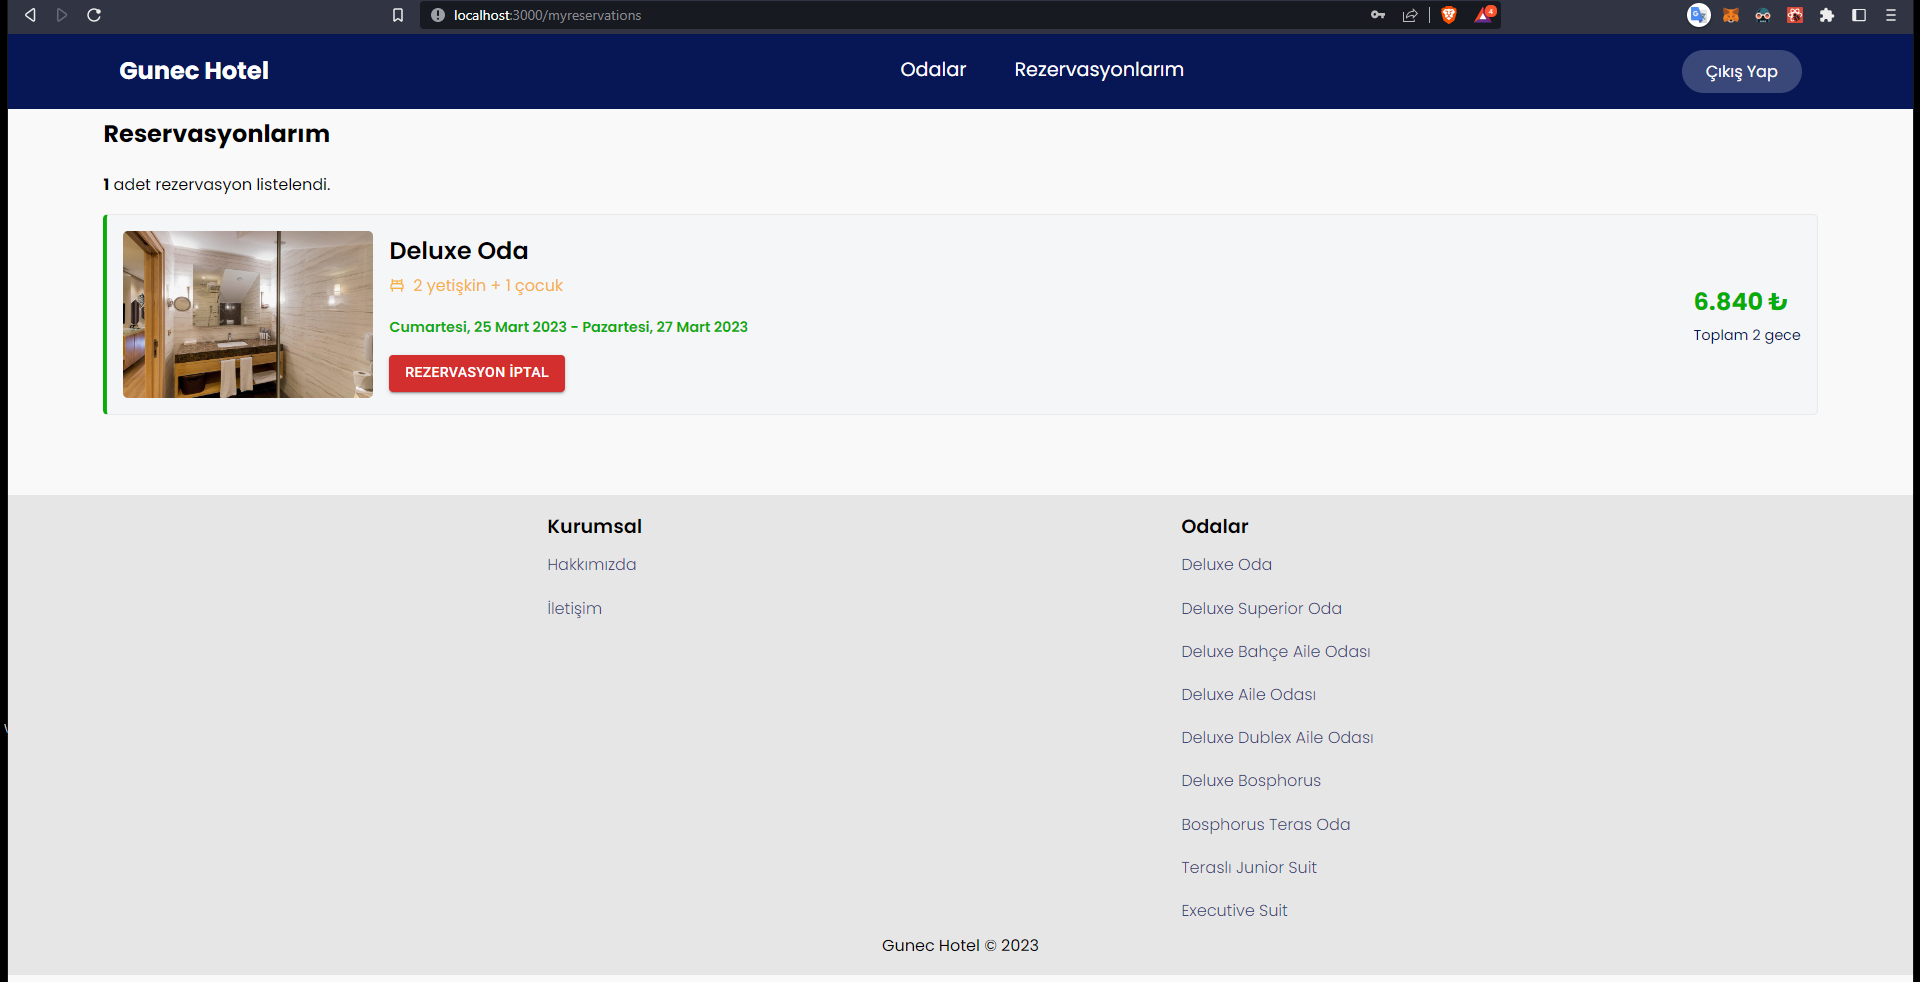 localhost:3000/myreservations
4
Gunec Hotel
Odalar
Rezervasyonlarım
Çıkış Yap
Reservasyonlarım
1 adet rezervasyon listelendi.
Deluxe Oda
2 yetişkin + 1 çocuk
Cumartesi, 25 Mart 2023 - Pazartesi, 27 Mart 2023
REZERVASYON İPTAL
6.840 ₺
Toplam 2 gece
Kurumsal
Hakkımızda
İletişim
Odalar
Deluxe Oda
Deluxe Superior Oda
Deluxe Bahçe Aile Odası
Deluxe Aile Odası
Deluxe Dublex Aile Odası
Deluxe Bosphorus
Bosphorus Teras Oda
Teraslı Junior Suit
Executive Suit
Gunec Hotel © 2023